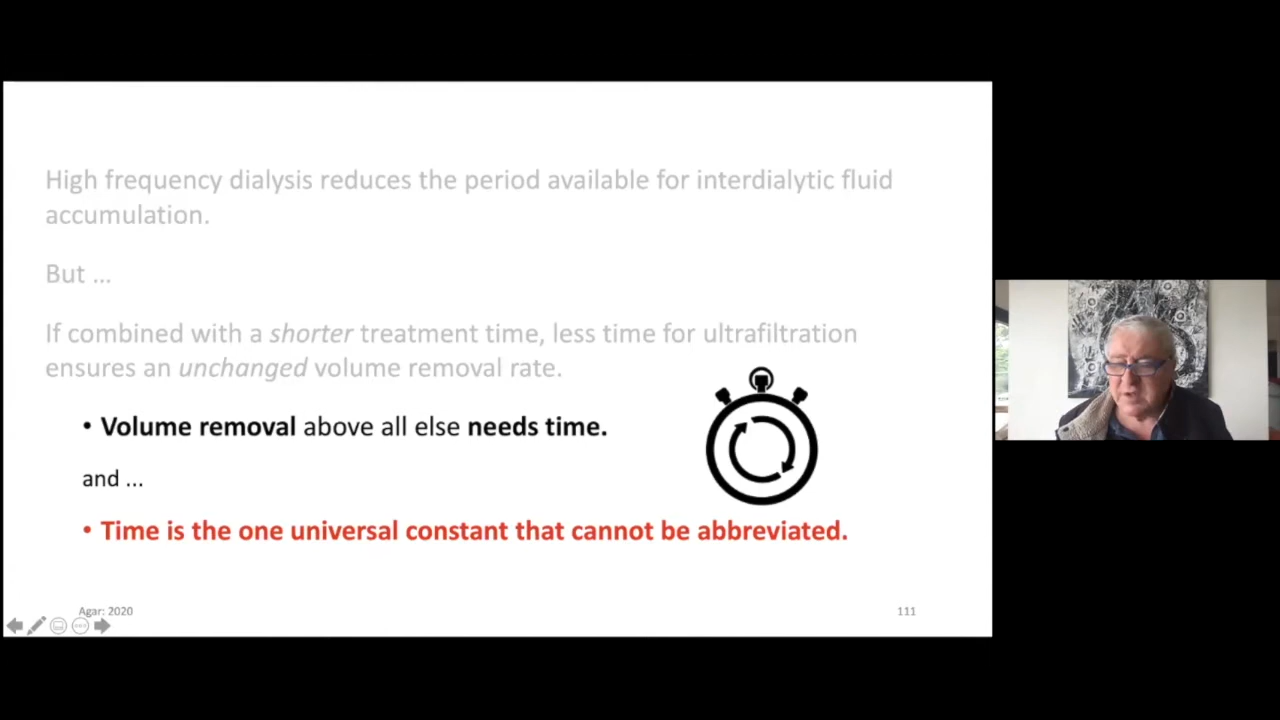 High frequency dialysis reduces the period available for interdialytic fluid
accumulation.
But ...
If combined with a shorter treatment time, less time for ultrafiltration
ensures an unchanged volume removal rate.
• Volume removal above all else needs time.
and ...
• Time is the one universal constant that cannot be abbreviated.
Agar: 2020
111